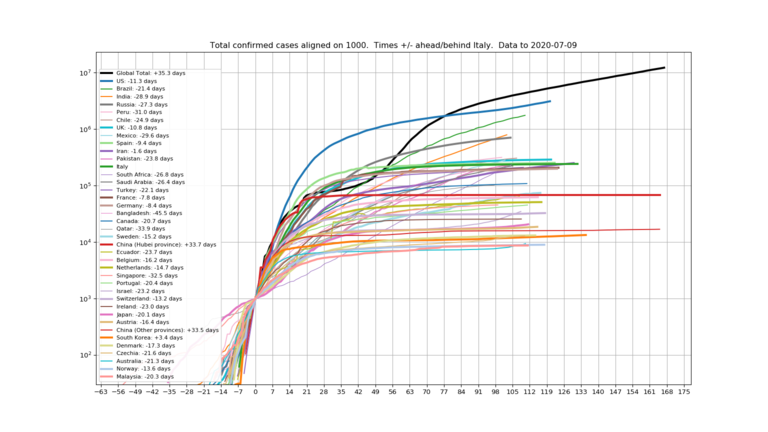 Total confirmed cases aligned on 1000.  Times +/- ahead/behind Italy.  Data to 2020-07-09
10⁷
10⁶
10⁵
10⁴
10³
10²
Global Total: +35.3 days
US: -11.3 days
Brazil: -21.4 days
India: -28.9 days
Russia: -27.3 days
Peru: -31.0 days
Chile: -24.9 days
UK: -10.8 days
Mexico: -29.6 days
Spain: -9.4 days
Iran: -1.6 days
Pakistan: -23.8 days
Italy
South Africa: -26.8 days
Saudi Arabia: -26.4 days
Turkey: -22.1 days
France: -7.8 days
Germany: -8.4 days
Bangladesh: -45.5 days
Canada: -20.7 days
Qatar: -33.9 days
Sweden: -15.2 days
China (Hubei province): +33.7 days
Ecuador: -23.7 days
Belgium: -16.2 days
Netherlands: -14.7 days
Singapore: -32.5 days
Portugal: -20.4 days
Israel: -23.2 days
Switzerland: -13.2 days
Ireland: -23.0 days
Japan: -20.1 days
Austria: -16.4 days
China (Other provinces): +33.5 days
South Korea: +3.4 days
Denmark: -17.3 days
Czechia: -21.6 days
Australia: -21.3 days
Norway: -13.6 days
Malaysia: -20.3 days
−63 −56 −49 −42 −35 −28 −21 −14 −7 0 7 14 21 28 35 42 49 56 63 70 77 84 91 98 105 112 119 126 133 140 147 154 161 168 175